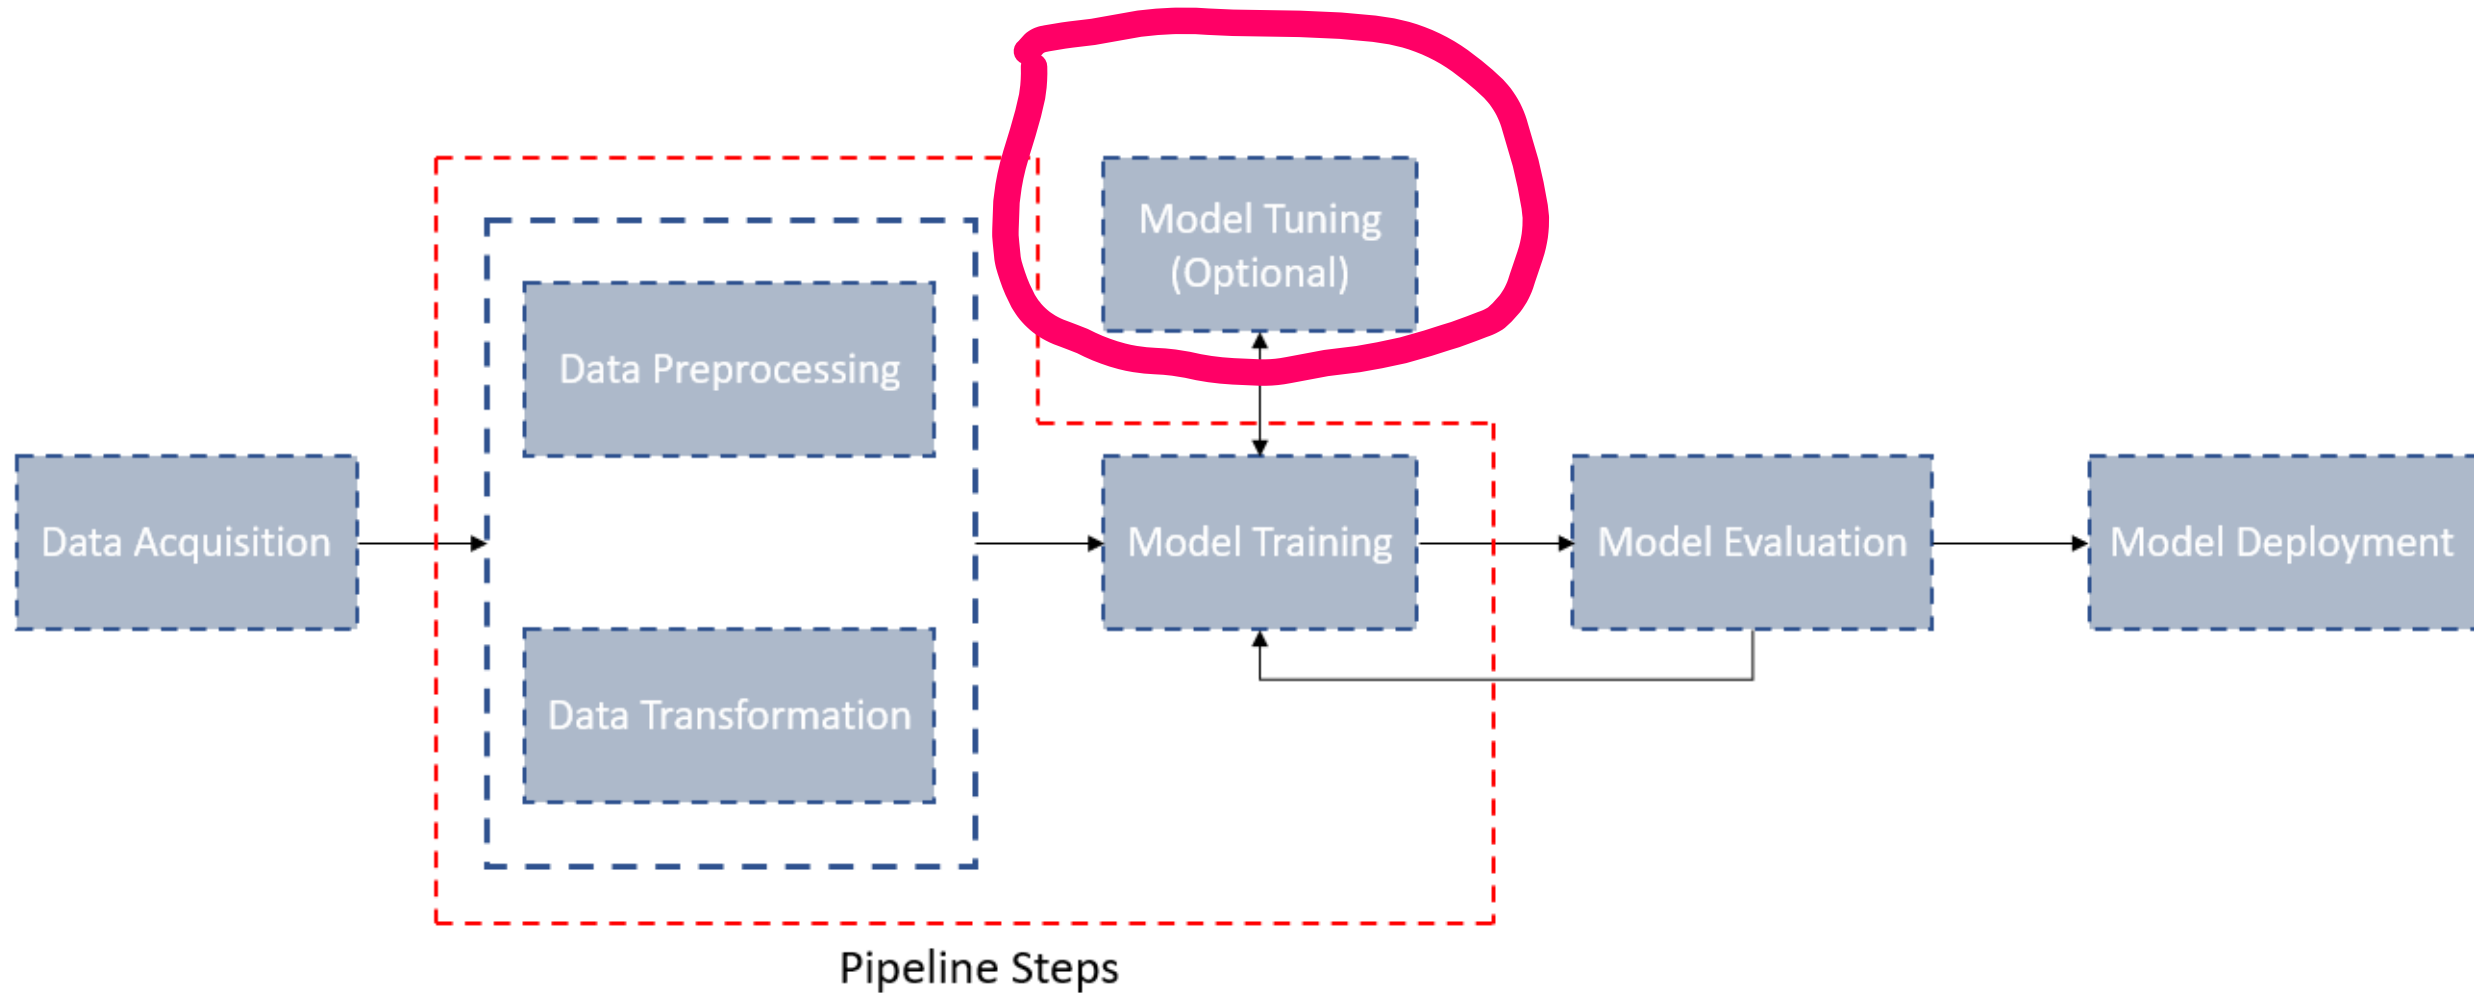 Model Tuning
(Optional)
Data Preprocessing
Data Acquisition
Model Training
Model Evaluation
Model Deployment
Data Transformation
Pipeline Steps